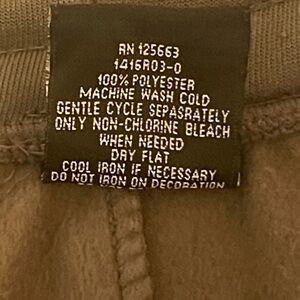 RN 125663
1416R03-0
100% POLYESTER
MACHINE WASH COLD
GENTLE CYCLE SEPASRATELY
ONLY NON-CHLORINE BLEACH
WHEN NEEDED
DRY FLAT
COOL IRON IF NECESSARY
DO NOT IRON ON DECORATION